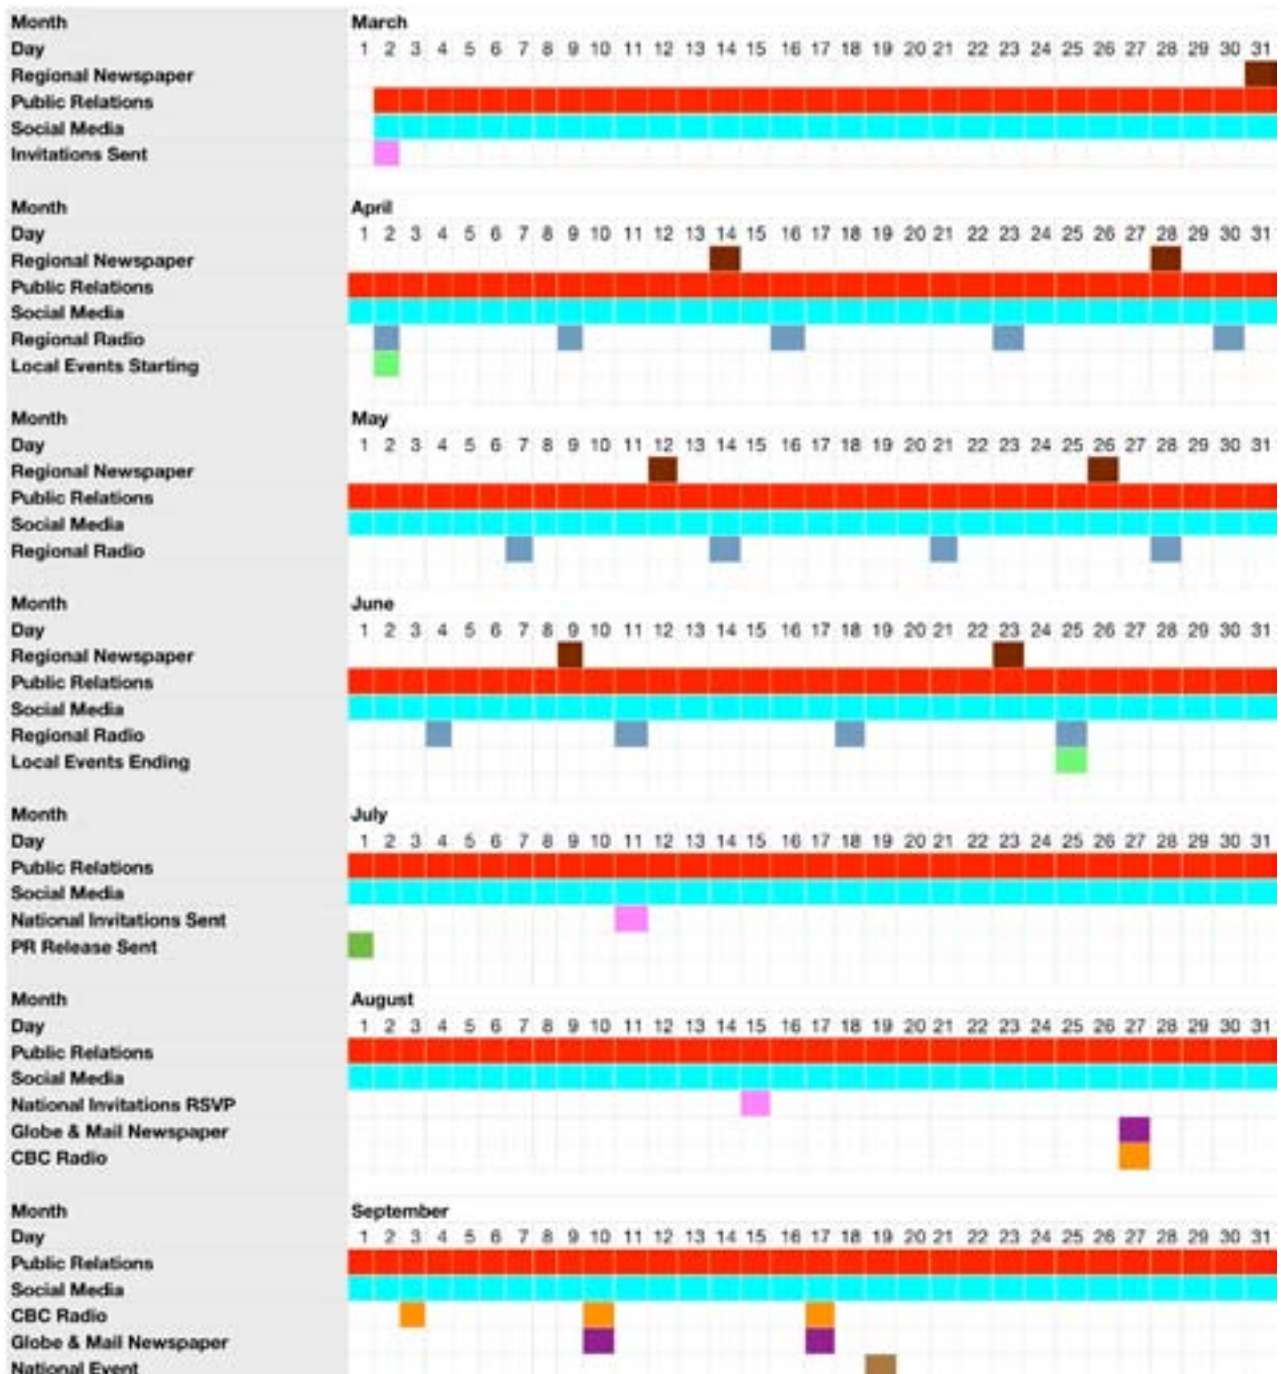 Month March
Day 1 2 3 4 5 6 7 8 9 10 11 12 13 14 15 16 17 18 19 20 21 22 23 24 25 26 27 28 29 30 31
Regional Newspaper
Public Relations
Social Media
Invitations Sent
Month April
Day 1 2 3 4 5 6 7 8 9 10 11 12 13 14 15 16 17 18 19 20 21 22 23 24 25 26 27 28 29 30 31
Regional Newspaper
Public Relations
Social Media
Regional Radio
Local Events Starting
Month May
Day 1 2 3 4 5 6 7 8 9 10 11 12 13 14 15 16 17 18 19 20 21 22 23 24 25 26 27 28 29 30 31
Regional Newspaper
Public Relations
Social Media
Regional Radio
Month June
Day 1 2 3 4 5 6 7 8 9 10 11 12 13 14 15 16 17 18 19 20 21 22 23 24 25 26 27 28 29 30 31
Regional Newspaper
Public Relations
Social Media
Regional Radio
Local Events Ending
Month July
Day 1 2 3 4 5 6 7 8 9 10 11 12 13 14 15 16 17 18 19 20 21 22 23 24 25 26 27 28 29 30 31
Public Relations
Social Media
National Invitations Sent
PR Release Sent
Month August
Day 1 2 3 4 5 6 7 8 9 10 11 12 13 14 15 16 17 18 19 20 21 22 23 24 25 26 27 28 29 30 31
Public Relations
Social Media
National Invitations RSVP
Globe & Mail Newspaper
CBC Radio
Month September
Day 1 2 3 4 5 6 7 8 9 10 11 12 13 14 15 16 17 18 19 20 21 22 23 24 25 26 27 28 29 30 31
Public Relations
Social Media
CBC Radio
Globe & Mail Newspaper
National Event